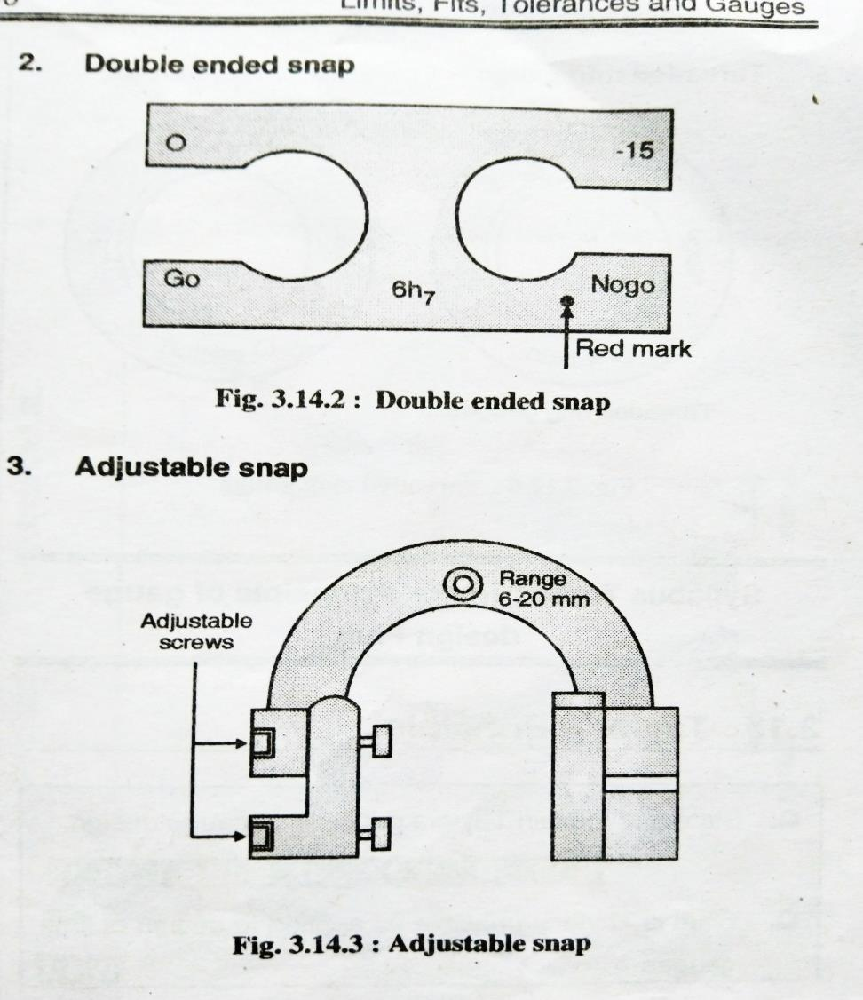 Limits, Fits, Tolerances and Gauges
2. Double ended snap
O -15
Go 6h7 Nogo
Red mark
Fig. 3.14.2 : Double ended snap
3. Adjustable snap
Range
6-20 mm
Adjustable
screws
Fig. 3.14.3 : Adjustable snap